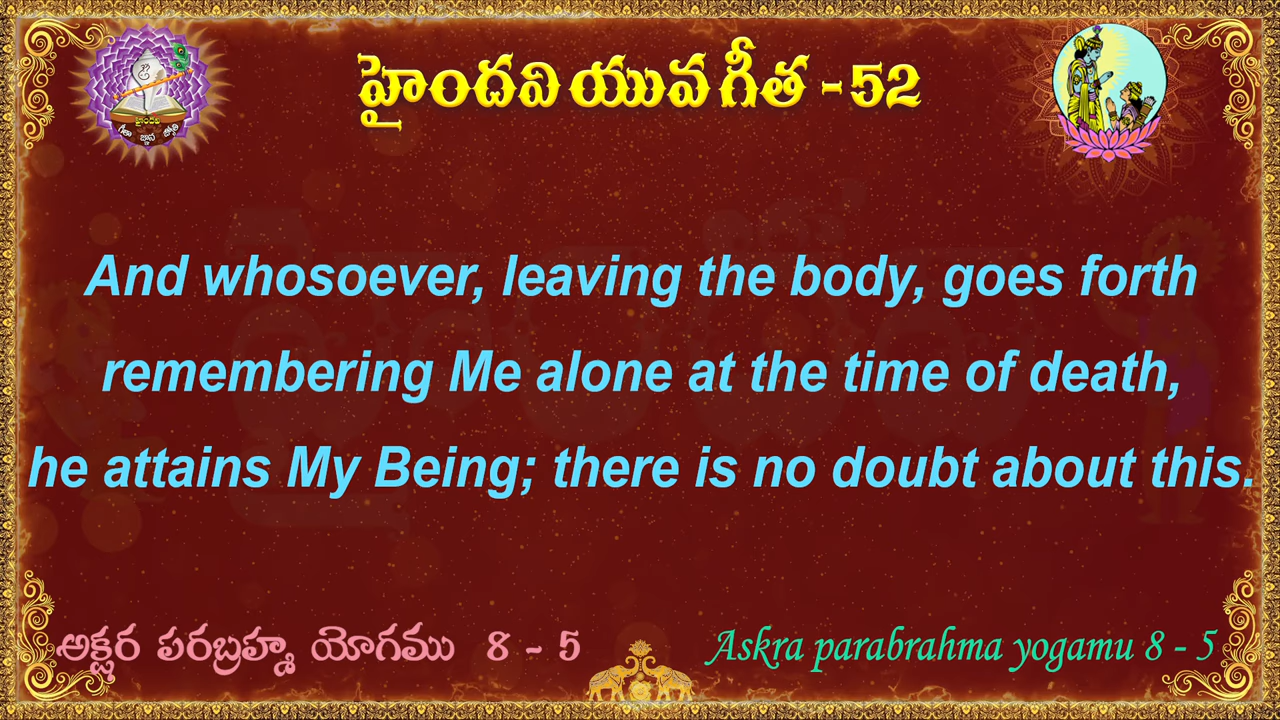 హైందవి యువ గీత - 52
హైందవి
గీతా జ్ఞాన జ్యోతి
And whosoever, leaving the body, goes forth
remembering Me alone at the time of death,
he attains My Being; there is no doubt about this.
అక్షర పరబ్రహ్మ యోగము 8 - 5
Askra parabrahma yogamu 8 - 5